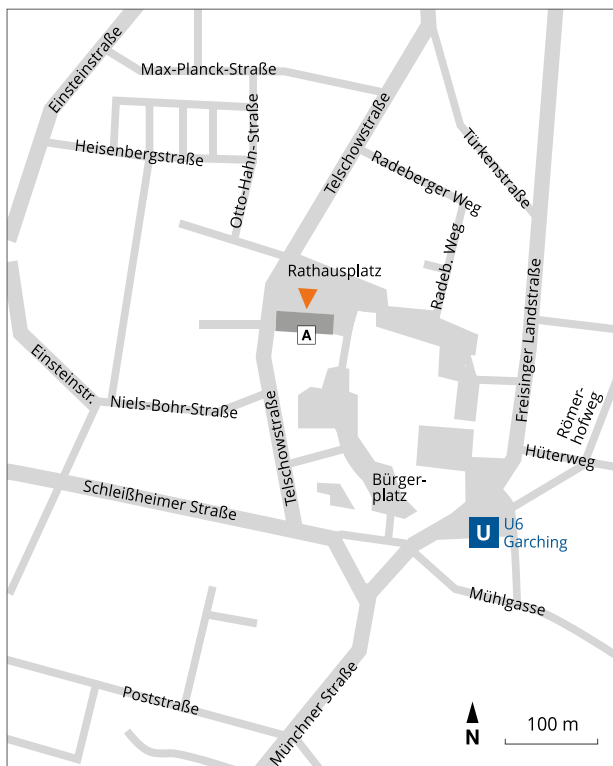 Einsteinstraße
Max-Planck-Straße
Heisenbergstraße
Otto-Hahn-Straße
Telschowstraße
Radeberger Weg
Türkenstraße
Radeb. Weg
Rathausplatz
A
Freisinger Landstraße
Einsteinstr.
Niels-Bohr-Straße
Telschowstraße
Römer-
hofweg
Hüterweg
Bürger-
platz
Schleißheimer Straße
U
U6
Garching
Mühlgasse
Poststraße
Münchner Straße
N
100 m